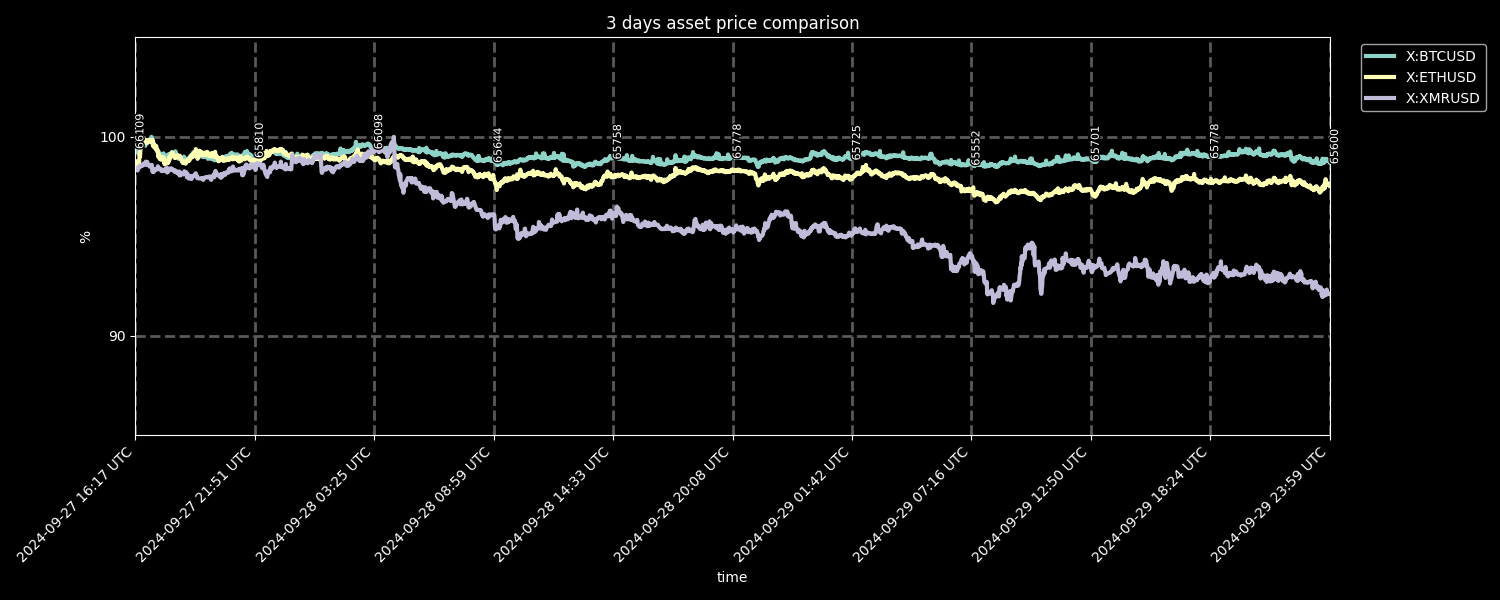 3 days asset price comparison
X:BTCUSD
X:ETHUSD
X:XMRUSD
%
100
90
66109
65810
66098
65644
65758
65778
65725
65552
65701
65778
65600
2024-09-27 16:17 UTC
2024-09-27 21:51 UTC
2024-09-28 03:25 UTC
2024-09-28 08:59 UTC
2024-09-28 14:33 UTC
2024-09-28 20:08 UTC
2024-09-29 01:42 UTC
2024-09-29 07:16 UTC
2024-09-29 12:50 UTC
2024-09-29 18:24 UTC
2024-09-29 23:59 UTC
time